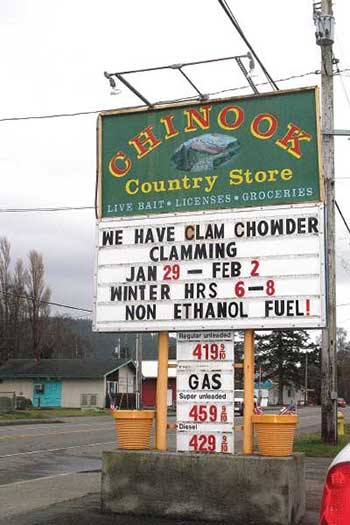 CHINOOK
Country Store
LIVE BAIT • LICENSES • GROCERIES
WE HAVE CLAM CHOWDER
CLAMMING
JAN 29 — FEB 2
WINTER HRS 6-8
NON ETHANOL FUEL!
Regular unleaded
419 9/10
GAS
Super unleaded
459 9/10
Diesel
429 9/10